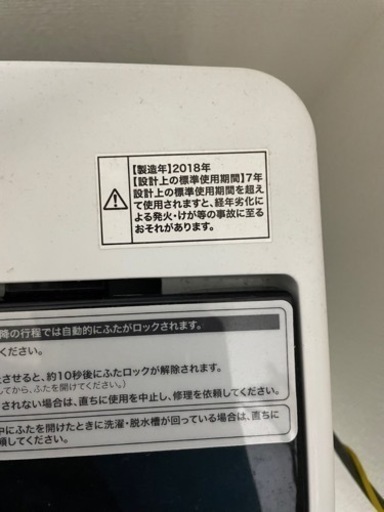 【製造年】2018年
【設計上の標準使用期間】7年
設計上の標準使用期間を超え
て使用されますと、経年劣化に
よる発火・けが等の事故に至る
おそれがあります。
降の行程では自動的にふたがロックされます。
ください。
とさせると、約10秒後にふたロックが解除されます。
してから、ふたを開けてください。)
されない場合は、直ちに使用を中止し、修理を依頼してください。
中にふたを開けたときに洗濯・脱水槽が回っている場合は、直ちに
頼してください。